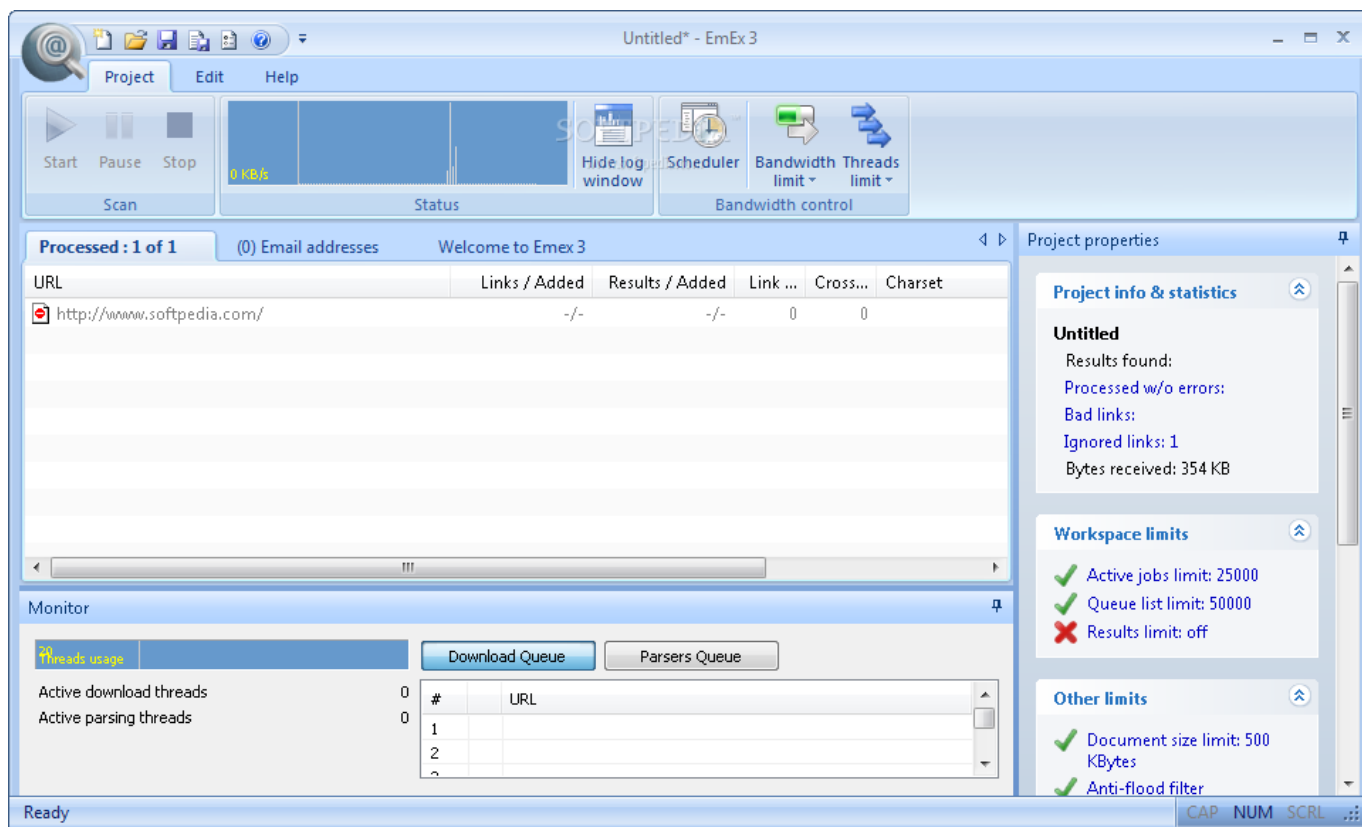 Untitled* - EmEx 3
Project Edit Help
Start Pause Stop
0 KB/s
Hide log window
Scheduler
Bandwidth limit
Threads limit
Scan
Status
Bandwidth control
SOFTPEDIA
Processed : 1 of 1 (0) Email addresses Welcome to Emex 3
URL Links / Added Results / Added Link ... Cross... Charset
http://www.softpedia.com/ -/- -/- 0 0
Project properties
Project info & statistics
Untitled
Results found:
Processed w/o errors:
Bad links:
Ignored links: 1
Bytes received: 354 KB
Workspace limits
Active jobs limit: 25000
Queue list limit: 50000
Results limit: off
Other limits
Document size limit: 500
KBytes
Anti-flood filter
Monitor
20
Threads usage
Download Queue Parsers Queue
Active download threads 0
Active parsing threads 0
# URL
1
2
Ready
CAP NUM SCRL